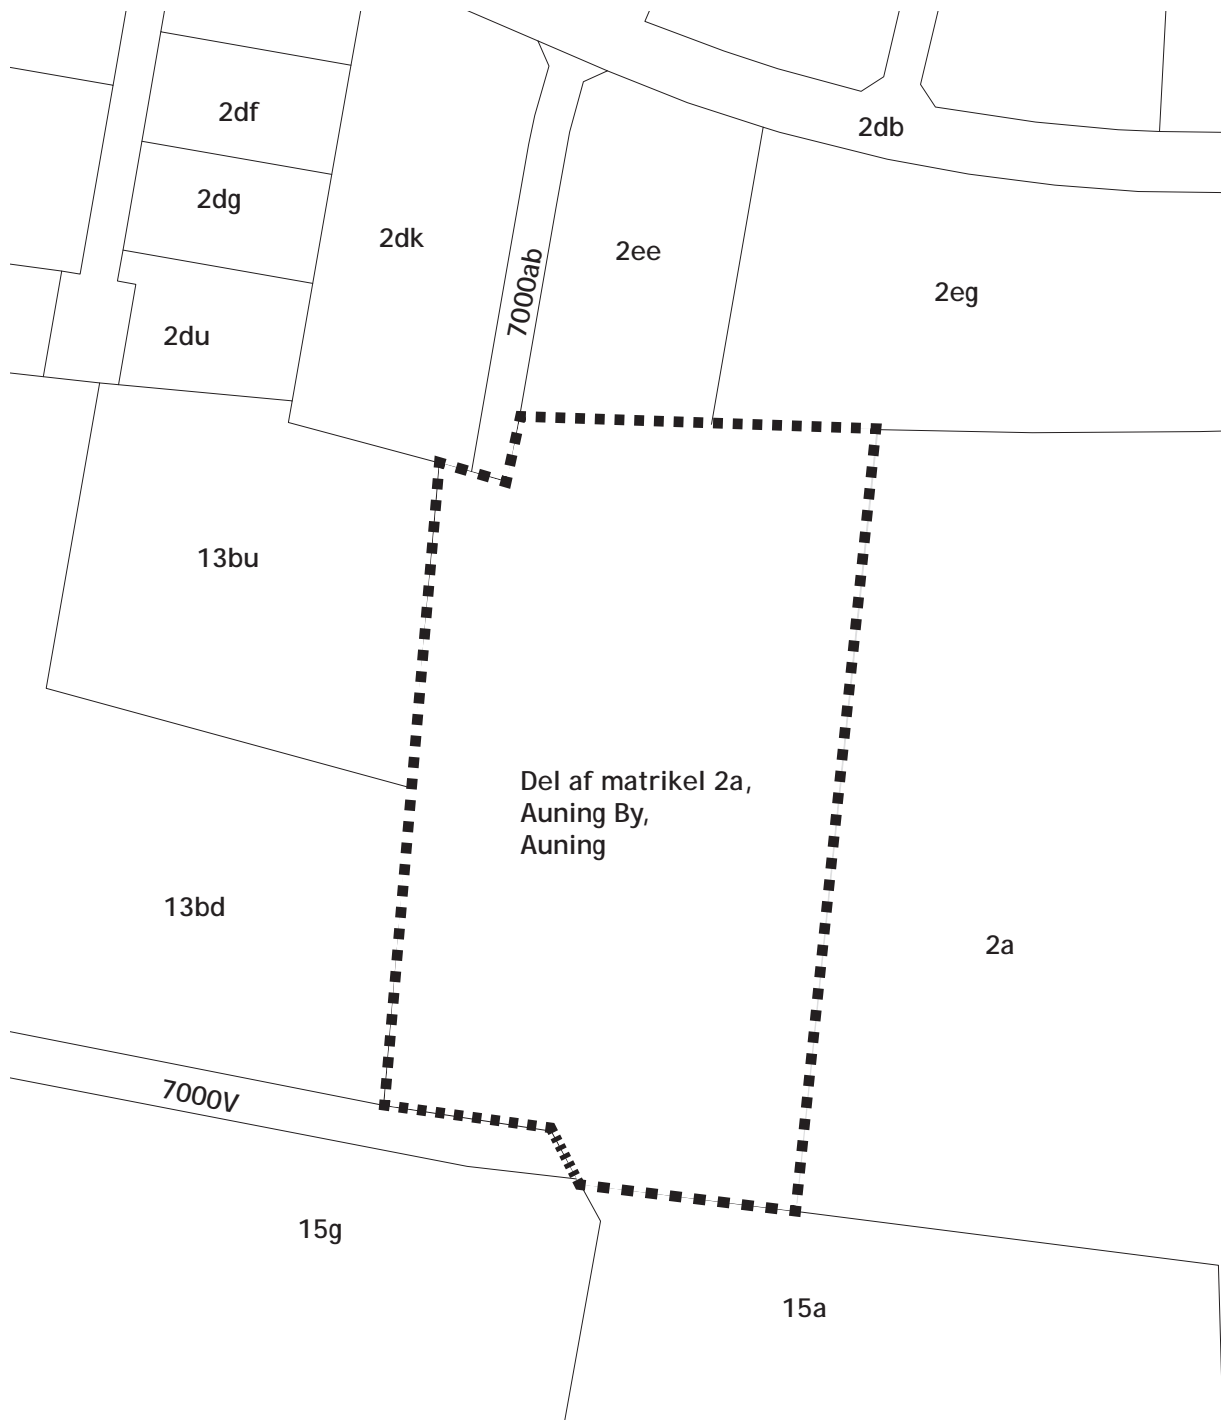 2df
2db
2dg
2dk
2ee
7000ab
2eg
2du
13bu
Del af matrikel 2a,
Auning By,
Auning
13bd
2a
7000V
15g
15a